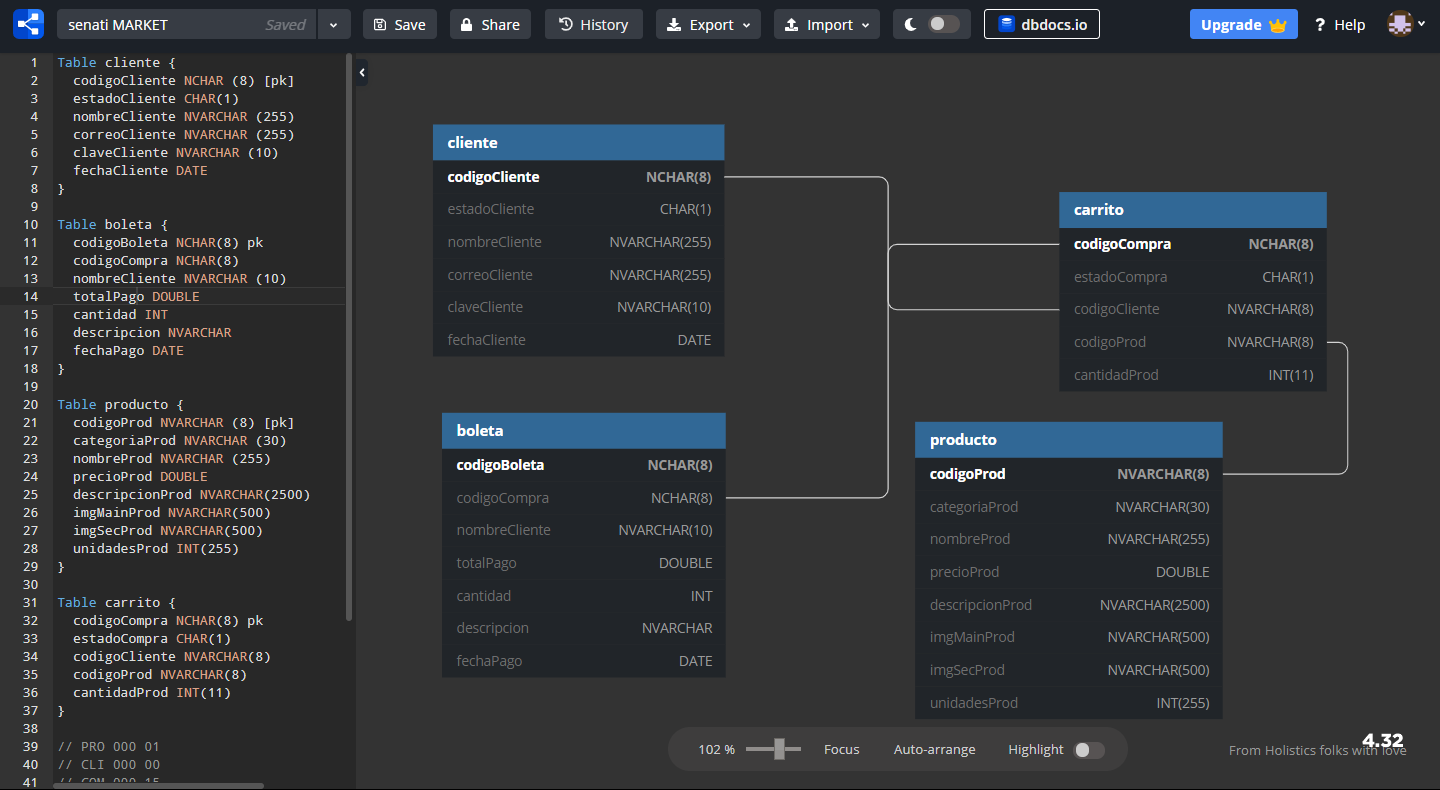 senati MARKET Saved Save Share History Export Import dbdocs.io Upgrade ? Help
1 Table cliente {
2 codigoCliente NCHAR (8) [pk]
3 estadoCliente CHAR(1)
4 nombreCliente NVARCHAR (255)
5 correoCliente NVARCHAR (255)
6 claveCliente NVARCHAR (10)
7 fechaCliente DATE
8 }
9
10 Table boleta {
11 codigoBoleta NCHAR(8) pk
12 codigoCompra NCHAR(8)
13 nombreCliente NVARCHAR (10)
14 totalPago DOUBLE
15 cantidad INT
16 descripcion NVARCHAR
17 fechaPago DATE
18 }
19
20 Table producto {
21 codigoProd NVARCHAR (8) [pk]
22 categoriaProd NVARCHAR (30)
23 nombreProd NVARCHAR (255)
24 precioProd DOUBLE
25 descripcionProd NVARCHAR(2500)
26 imgMainProd NVARCHAR(500)
27 imgSecProd NVARCHAR(500)
28 unidadesProd INT(255)
29 }
30
31 Table carrito {
32 codigoCompra NCHAR(8) pk
33 estadoCompra CHAR(1)
34 codigoCliente NVARCHAR(8)
35 codigoProd NVARCHAR(8)
36 cantidadProd INT(11)
37 }
38
39 // PRO 000 01
40 // CLI 000 00
41 // COM 000 15
cliente
codigoCliente NCHAR(8)
estadoCliente CHAR(1)
nombreCliente NVARCHAR(255)
correoCliente NVARCHAR(255)
claveCliente NVARCHAR(10)
fechaCliente DATE
carrito
codigoCompra NCHAR(8)
estadoCompra CHAR(1)
codigoCliente NVARCHAR(8)
codigoProd NVARCHAR(8)
cantidadProd INT(11)
boleta
codigoBoleta NCHAR(8)
codigoCompra NCHAR(8)
nombreCliente NVARCHAR(10)
totalPago DOUBLE
cantidad INT
descripcion NVARCHAR
fechaPago DATE
producto
codigoProd NVARCHAR(8)
categoriaProd NVARCHAR(30)
nombreProd NVARCHAR(255)
precioProd DOUBLE
descripcionProd NVARCHAR(2500)
imgMainProd NVARCHAR(500)
imgSecProd NVARCHAR(500)
unidadesProd INT(255)
102 % Focus Auto-arrange Highlight
4.32
From Holistics folks with love